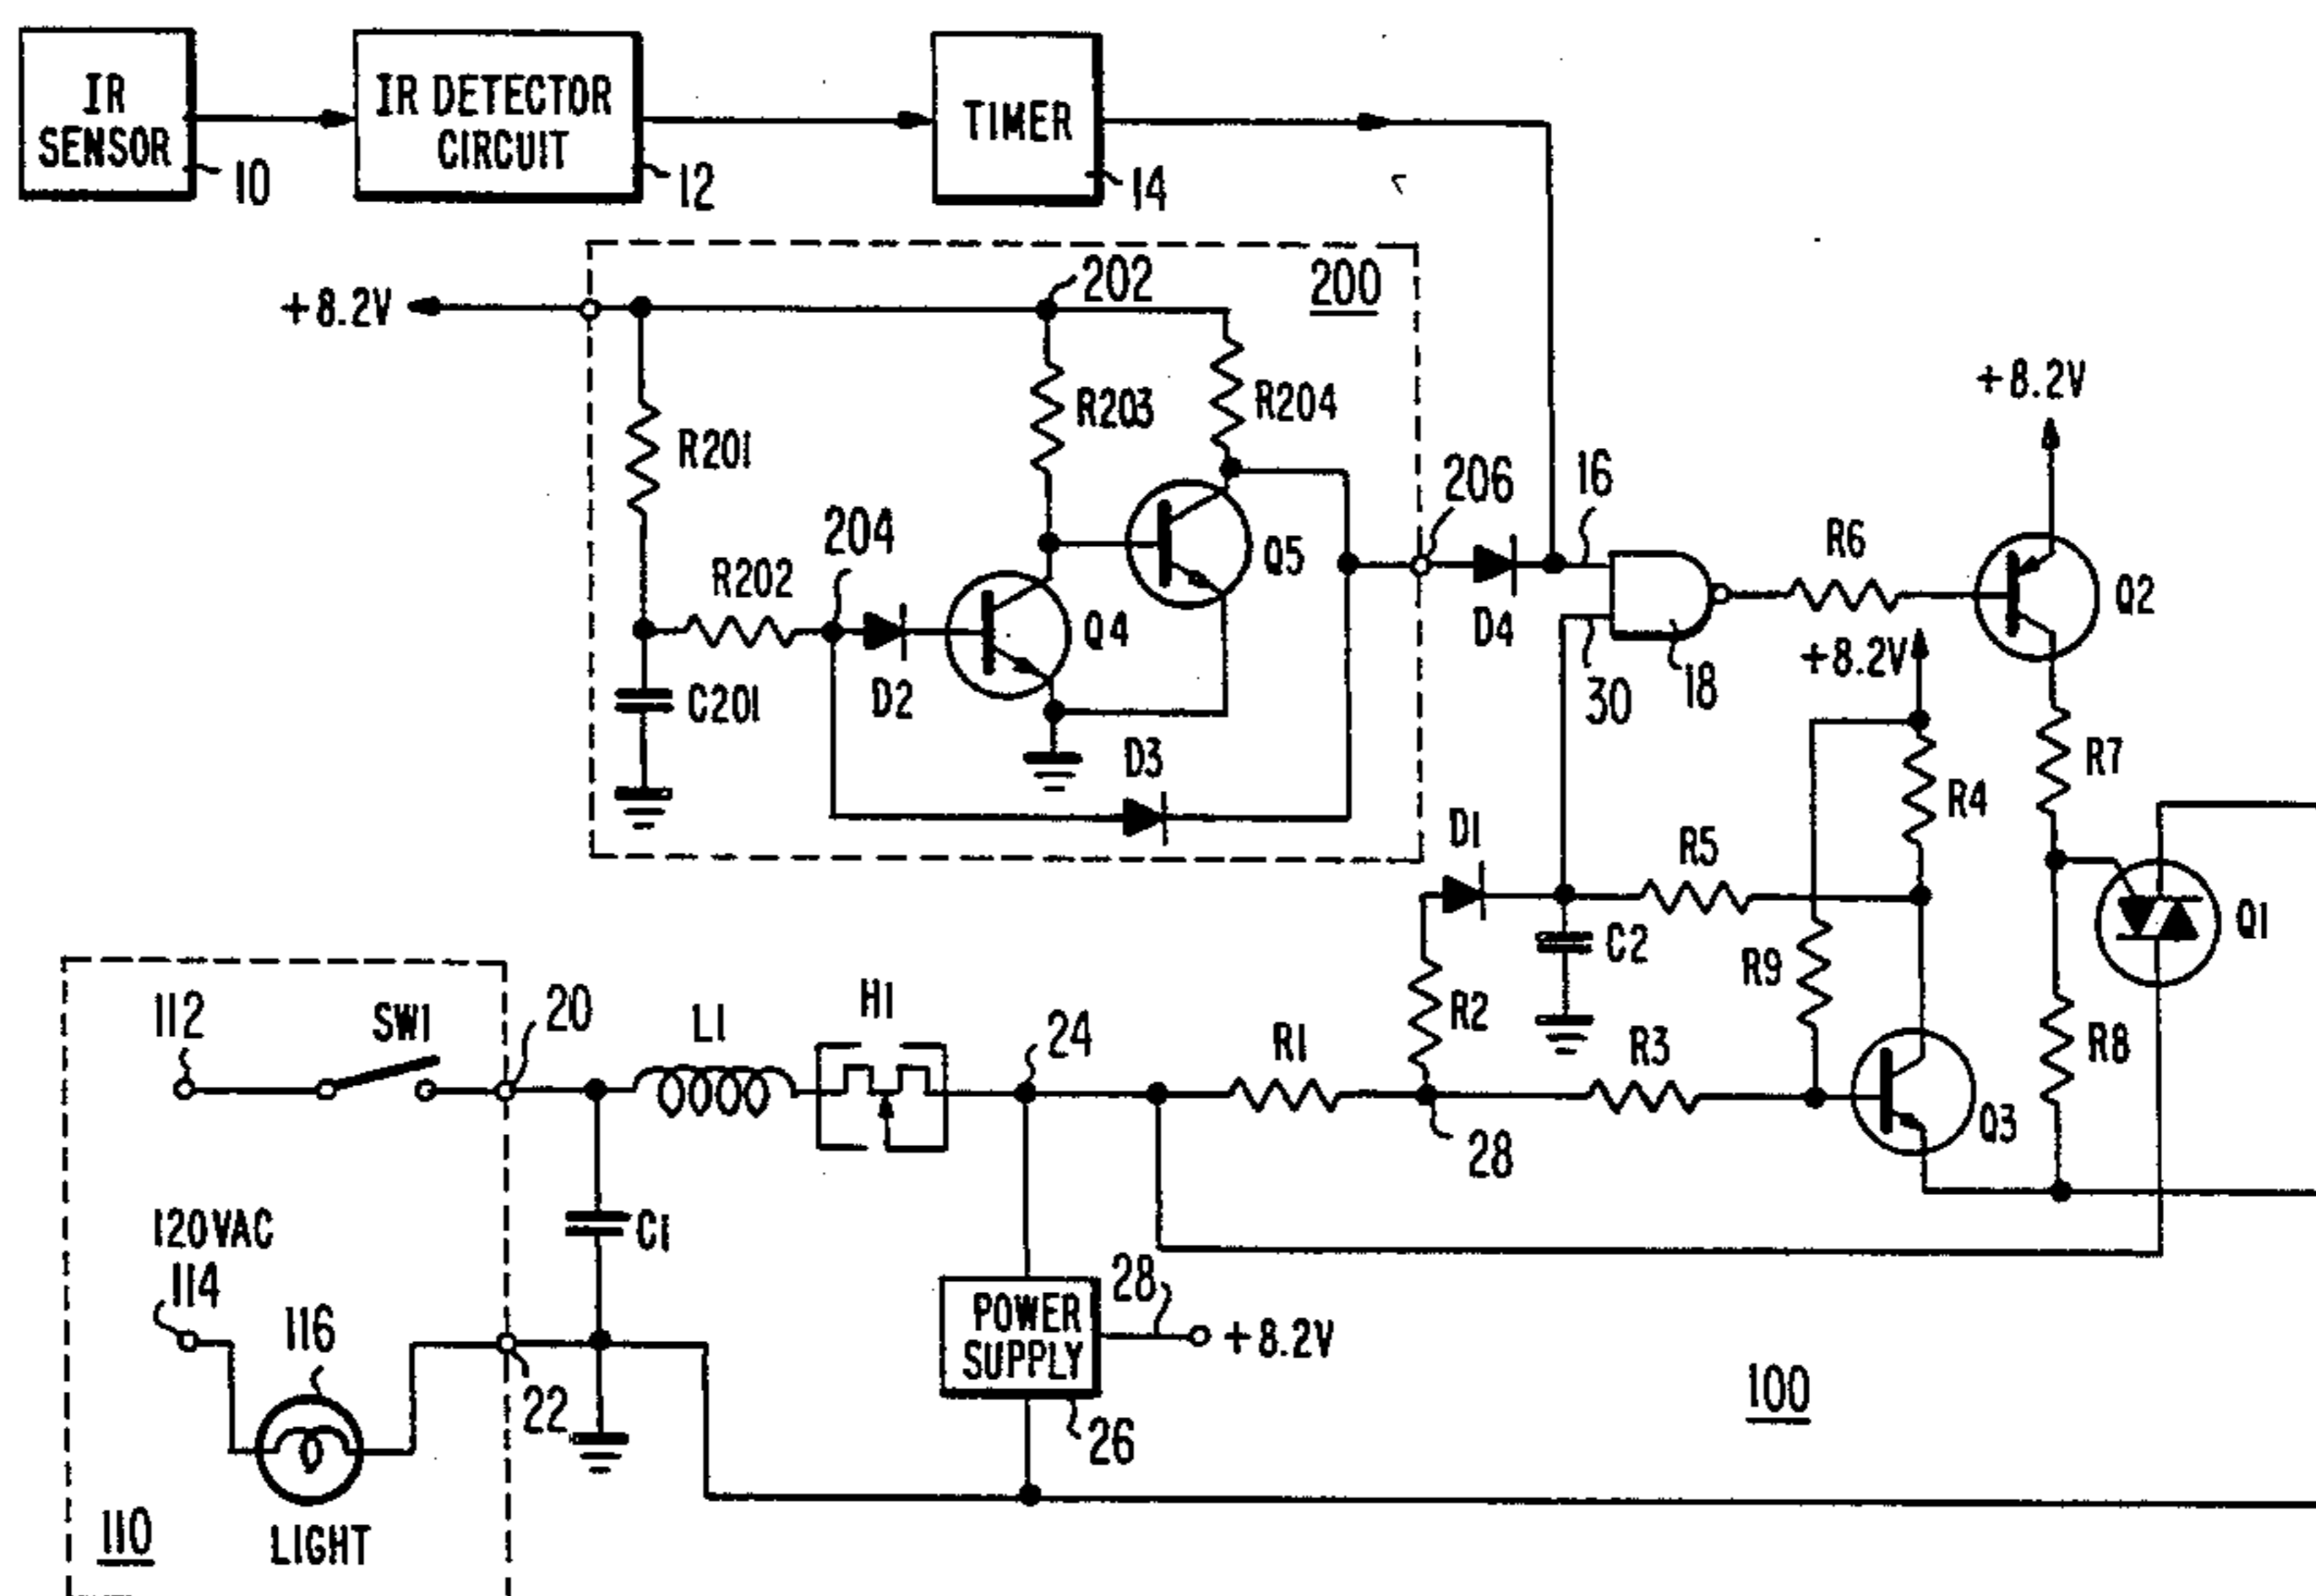 IR
SENSOR
10
IR DETECTOR
CIRCUIT
12
TIMER
14
+8.2V
202
200
R201
R203
R204
204
R202
D2
Q4
Q5
C201
D3
206
D4
16
30
18
R6
+8.2V
Q2
+8.2V
R4
R7
D1
R5
C2
R9
Q1
R2
R8
112
SW1
20
L1
H1
24
R1
28
R3
Q3
120VAC
114
116
C1
22
POWER
SUPPLY
28
+8.2V
26
100
110
LIGHT